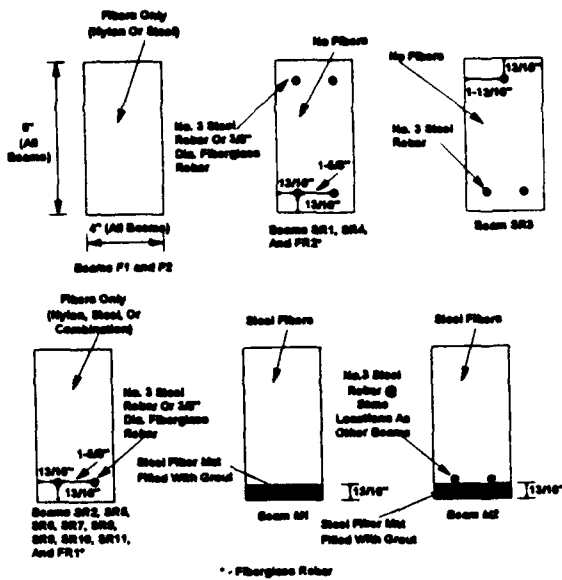 Fibers Only
(Nylon Or Steel)
8"
(All
Beams)
4" (All Beams)
Beams F1 and F2
No Fibers
No. 3 Steel
Rebar Or 3/8"
Dia. Fiberglass
Rebar
1-5/8"
13/16"
13/16"
Beams SR1, SR4,
And FR2*
No Fibers
13/16"
1-13/16"
No. 3 Steel
Rebar
Beam SR3
Fibers Only
(Nylon, Steel, Or
Combination)
No. 3 Steel
Rebar Or 3/8"
Dia. Fiberglass
Rebar
1-5/8"
13/16"
13/16"
Beams SR2, SR5,
SR6, SR7, SR8,
SR9, SR10, SR11,
And FR1*
Steel Fibers
Steel Fiber Mat
Filled With Grout
13/16"
Beam M1
Steel Fibers
No.3 Steel
Rebar @
Same
Locations As
Other Beams
13/16"
Beam M2
Steel Fiber Mat
Filled With Grout
* - Fiberglass Rebar